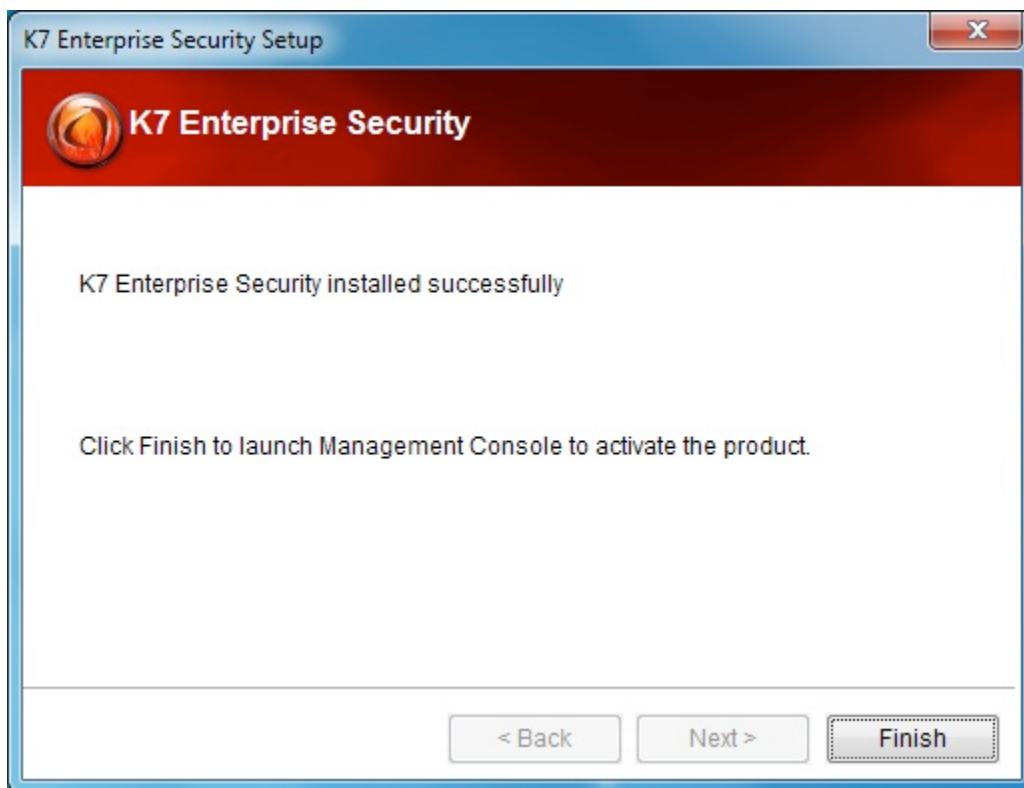 K7 Enterprise Security Setup
K7 Enterprise Security
K7 Enterprise Security installed successfully
Click Finish to launch Management Console to activate the product.
< Back
Next >
Finish